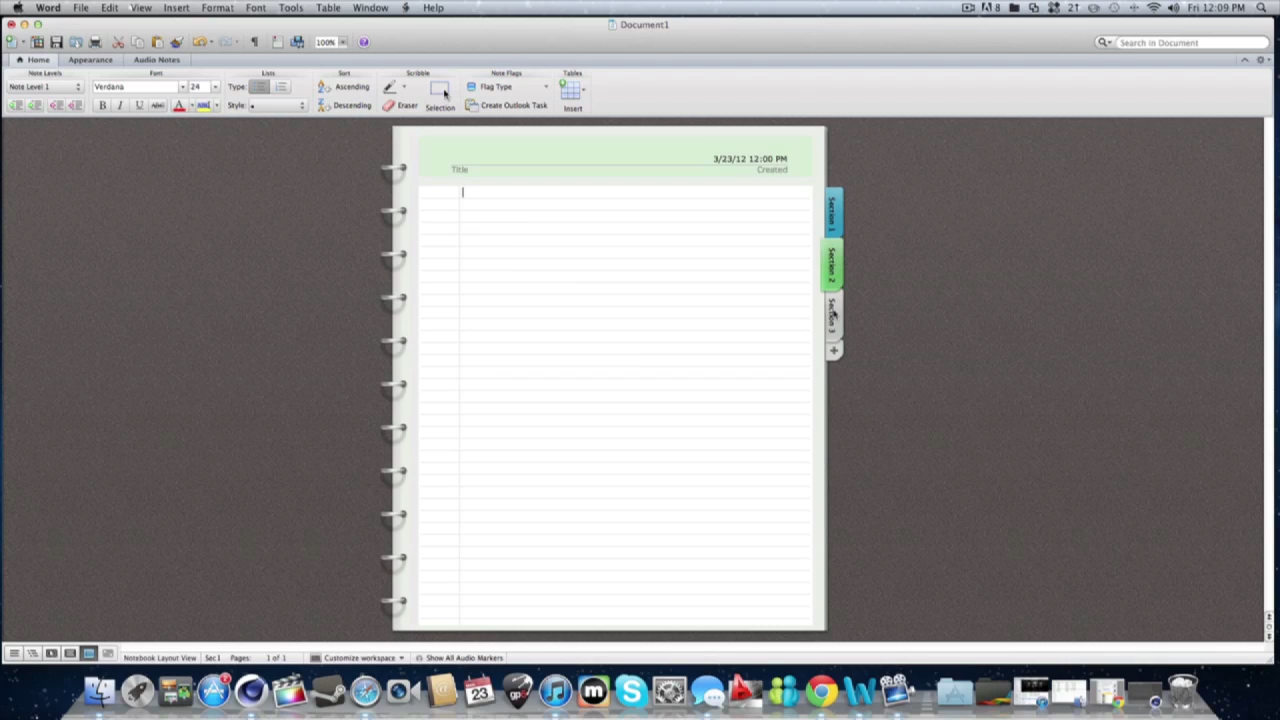 Word File Edit View Insert Format Font Tools Table Window Help 8 21 Fri 12:09 PM
Document1
100% Search in Document
Home Appearance Audio Notes
Note Levels Font Lists Sort Scribble Note Flags Tables
Note Level 1 Verdana 24 Type: Ascending Flag Type
B I U ABC A Style: Descending Eraser Selection Create Outlook Task Insert
3/23/12 12:00 PM
Title Created
Section 1
Section 2
Section 3
Notebook Layout View Sec 1 Pages: 1 of 1 Customize workspace Show All Audio Markers
23